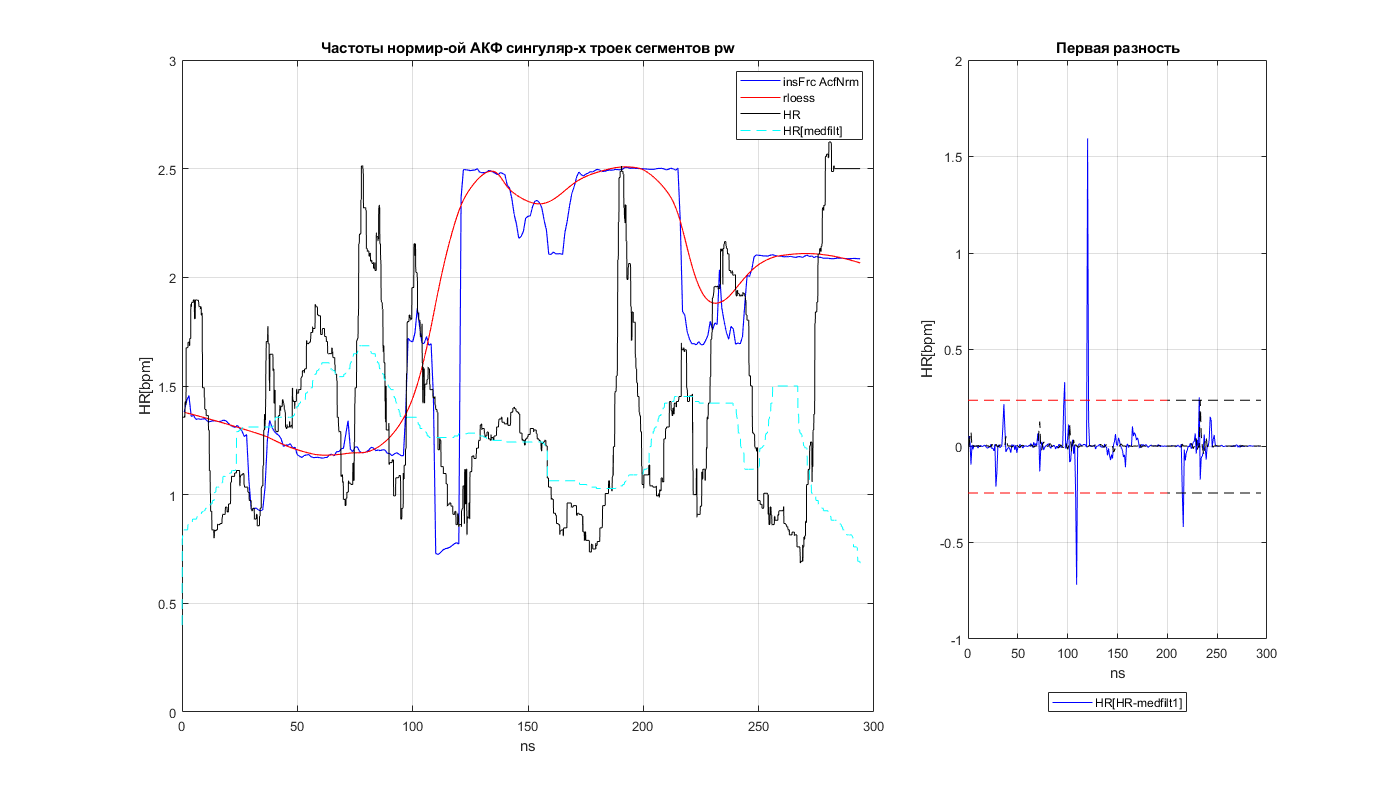 Частоты нормир-ой АКФ сингуляр-х троек сегментов pw
3
2.5
2
1.5
1
0.5
0
HR[bpm]
0 50 100 150 200 250 300
ns
insFrc AcfNrm
rloess
HR
HR[medfilt]
Первая разность
2
1.5
1
0.5
0
-0.5
-1
HR[bpm]
0 50 100 150 200 250 300
ns
HR[HR-medfilt1]